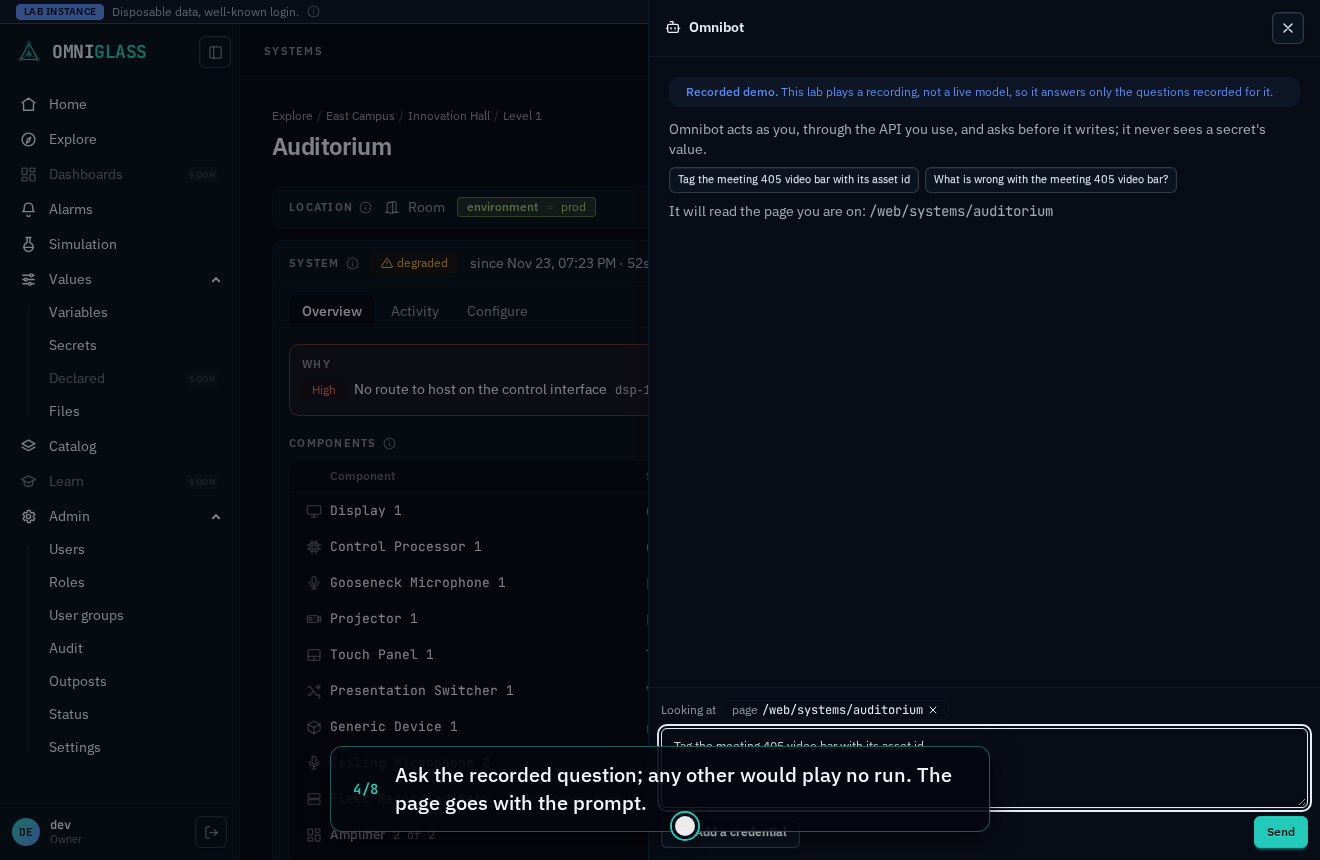 LAB INSTANCE Disposable data, well-known login.
OMNIGLASS
Home
Explore
Dashboards SOON
Alarms
Simulation
Values
Variables
Secrets
Declared SOON
Files
Catalog
Learn SOON
Admin
Users
Roles
User groups
Audit
Outposts
Status
Settings
DE dev
Owner
SYSTEMS
Explore / East Campus / Innovation Hall / Level 1
Auditorium
LOCATION Room environment = prod
SYSTEM degraded since Nov 23, 07:23 PM · 52s
Overview Activity Configure
WHY
High No route to host on the control interface dsp-1
COMPONENTS
Component
Display 1
Control Processor 1
Gooseneck Microphone 1
Projector 1
Touch Panel 1
Presentation Switcher 1
Generic Device 1
Ceiling Microphone 2
Amplifier 2 of 2
Omnibot
Recorded demo. This lab plays a recording, not a live model, so it answers only the questions recorded for it.
Omnibot acts as you, through the API you use, and asks before it writes; it never sees a secret's
value.
Tag the meeting 405 video bar with its asset id What is wrong with the meeting 405 video bar?
It will read the page you are on: /web/systems/auditorium
Looking at page /web/systems/auditorium
Tag the meeting 405 video bar with its asset id
4/8 Ask the recorded question; any other would play no run. The
page goes with the prompt.
Add a credential
Send